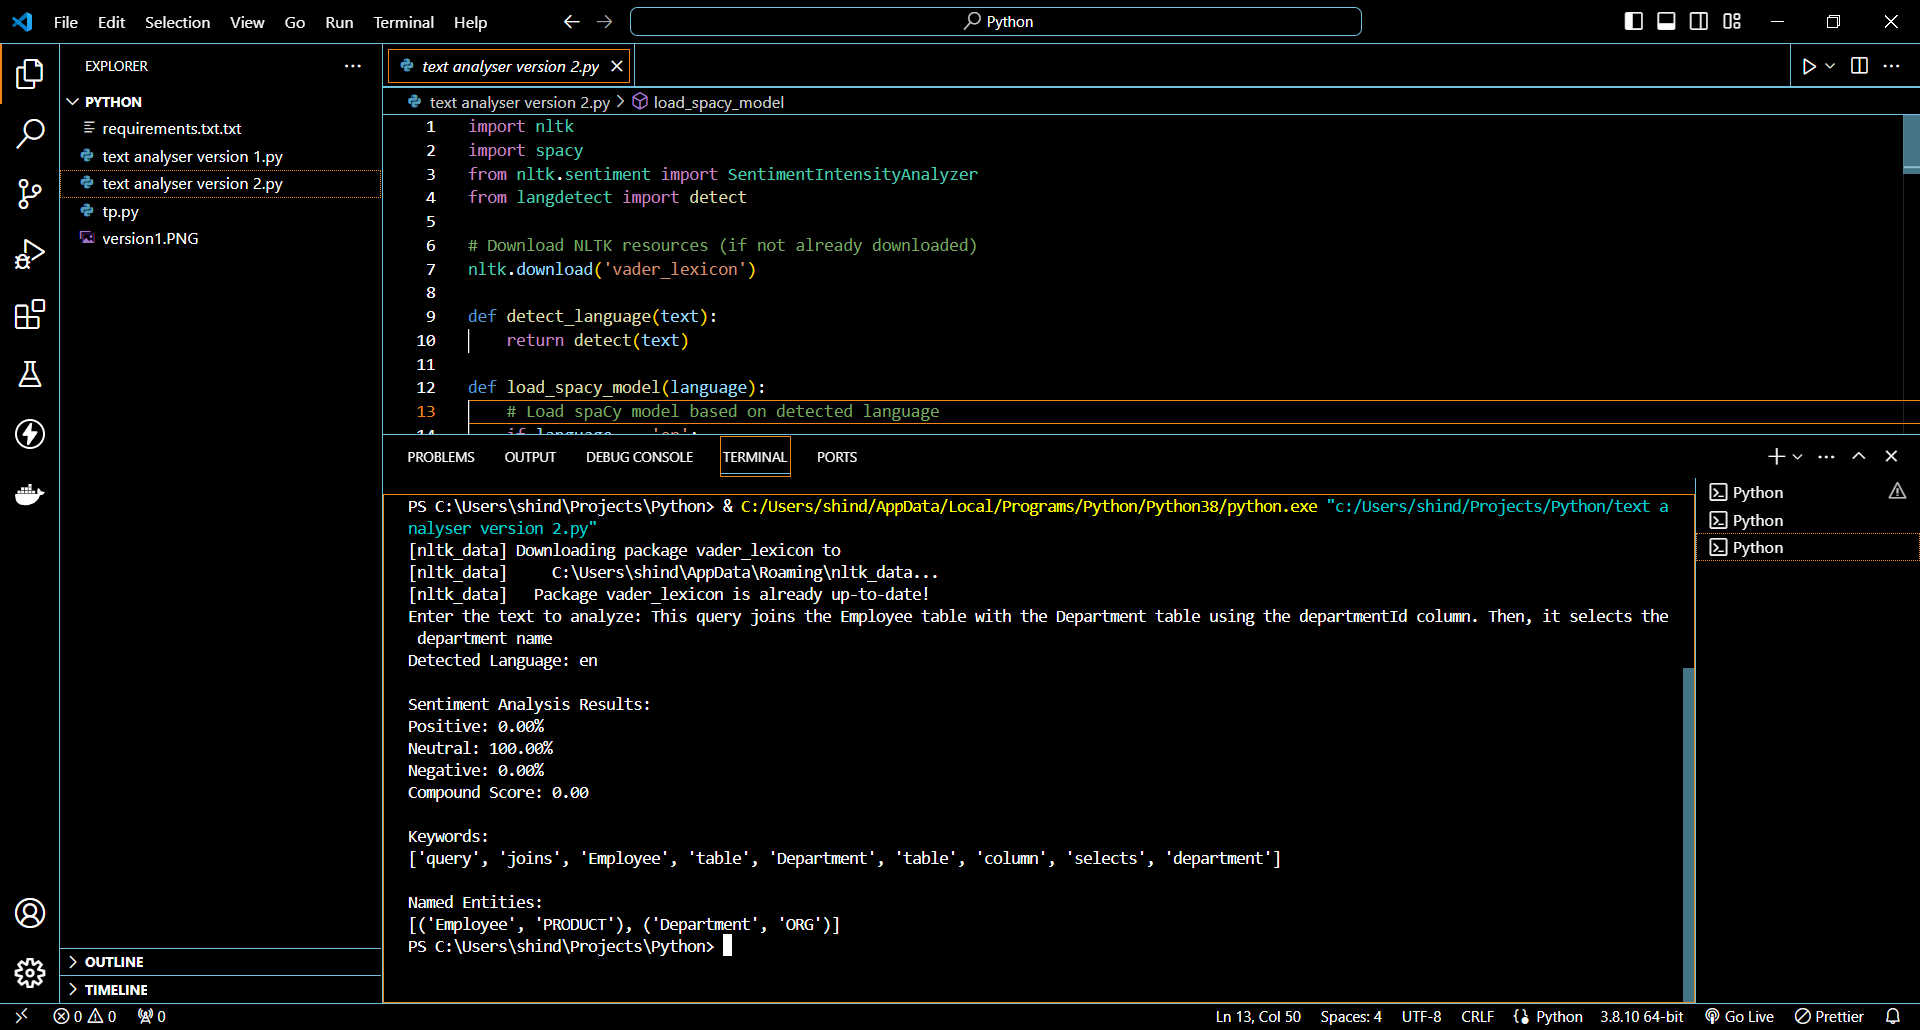 File Edit Selection View Go Run Terminal Help
Python
EXPLORER
PYTHON
requirements.txt.txt
text analyser version 1.py
text analyser version 2.py
tp.py
version1.PNG
OUTLINE
TIMELINE
text analyser version 2.py
text analyser version 2.py > load_spacy_model
1 import nltk
2 import spacy
3 from nltk.sentiment import SentimentIntensityAnalyzer
4 from langdetect import detect
5
6 # Download NLTK resources (if not already downloaded)
7 nltk.download('vader_lexicon')
8
9 def detect_language(text):
10 return detect(text)
11
12 def load_spacy_model(language):
13 # Load spaCy model based on detected language
PROBLEMS OUTPUT DEBUG CONSOLE TERMINAL PORTS
PS C:\Users\shind\Projects\Python> & C:/Users/shind/AppData/Local/Programs/Python/Python38/python.exe "c:/Users/shind/Projects/Python/text a
nalyser version 2.py"
[nltk_data] Downloading package vader_lexicon to
[nltk_data]     C:\Users\shind\AppData\Roaming\nltk_data...
[nltk_data]   Package vader_lexicon is already up-to-date!
Enter the text to analyze: This query joins the Employee table with the Department table using the departmentId column. Then, it selects the
department name
Detected Language: en
Sentiment Analysis Results:
Positive: 0.00%
Neutral: 100.00%
Negative: 0.00%
Compound Score: 0.00
Keywords:
['query', 'joins', 'Employee', 'table', 'Department', 'table', 'column', 'selects', 'department']
Named Entities:
[('Employee', 'PRODUCT'), ('Department', 'ORG')]
PS C:\Users\shind\Projects\Python>
Python
Python
Python
0 0 0 Ln 13, Col 50 Spaces: 4 UTF-8 CRLF Python 3.8.10 64-bit Go Live Prettier